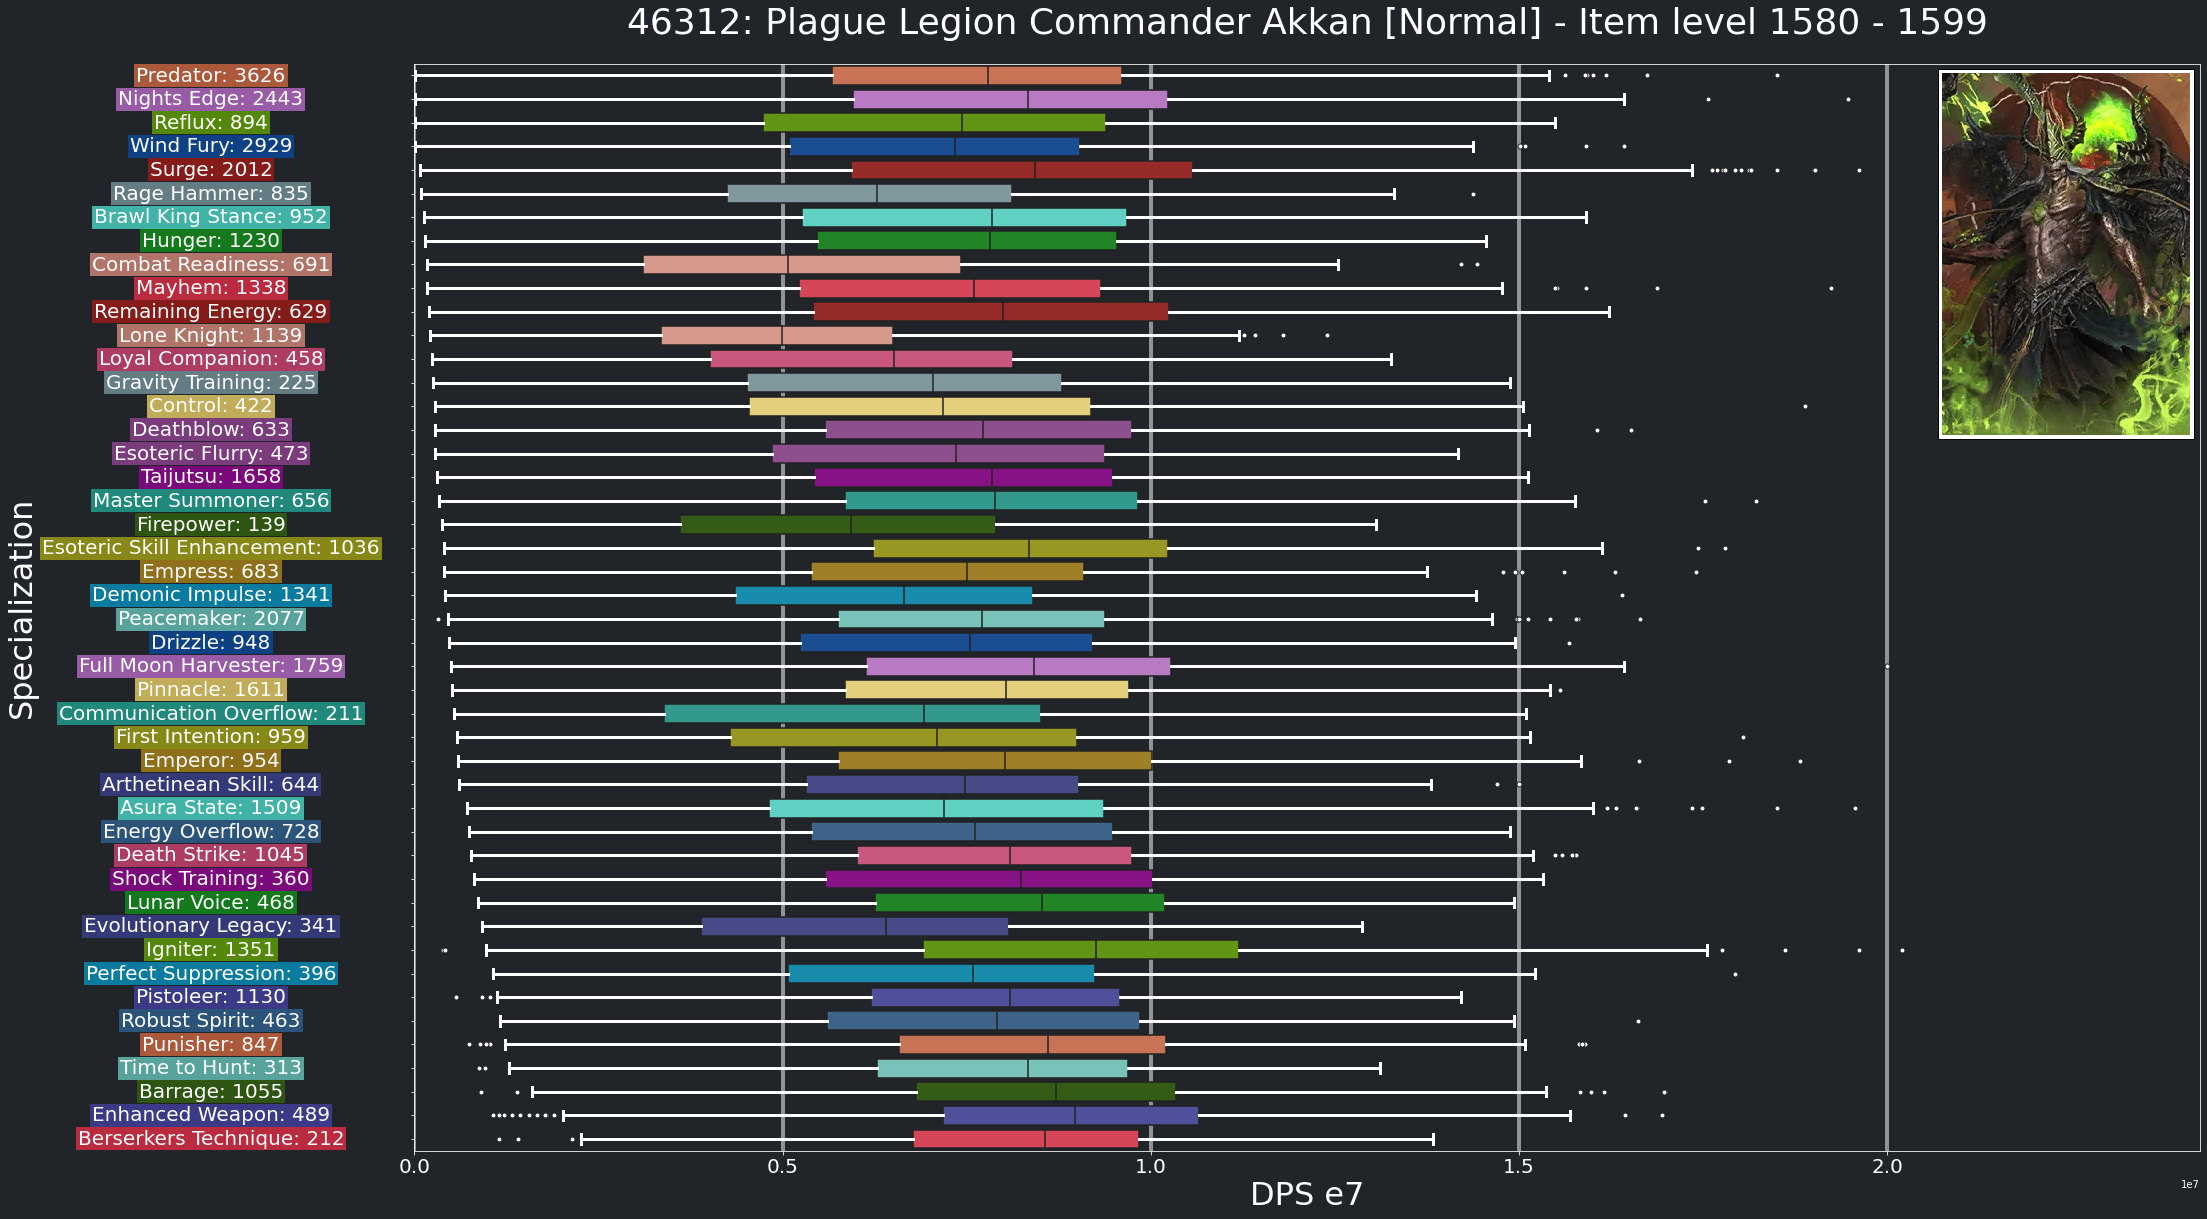 46312: Plague Legion Commander Akkan [Normal] - Item level 1580 - 1599
Predator: 3626
Nights Edge: 2443
Reflux: 894
Wind Fury: 2929
Surge: 2012
Rage Hammer: 835
Brawl King Stance: 952
Hunger: 1230
Combat Readiness: 691
Mayhem: 1338
Remaining Energy: 629
Lone Knight: 1139
Loyal Companion: 458
Gravity Training: 225
Control: 422
Deathblow: 633
Esoteric Flurry: 473
Taijutsu: 1658
Master Summoner: 656
Firepower: 139
Esoteric Skill Enhancement: 1036
Empress: 683
Demonic Impulse: 1341
Peacemaker: 2077
Drizzle: 948
Full Moon Harvester: 1759
Pinnacle: 1611
Communication Overflow: 211
First Intention: 959
Emperor: 954
Arthetinean Skill: 644
Asura State: 1509
Energy Overflow: 728
Death Strike: 1045
Shock Training: 360
Lunar Voice: 468
Evolutionary Legacy: 341
Igniter: 1351
Perfect Suppression: 396
Pistoleer: 1130
Robust Spirit: 463
Punisher: 847
Time to Hunt: 313
Barrage: 1055
Enhanced Weapon: 489
Berserkers Technique: 212
Specialization
0.0 0.5 1.0 1.5 2.0
1e7
DPS e7